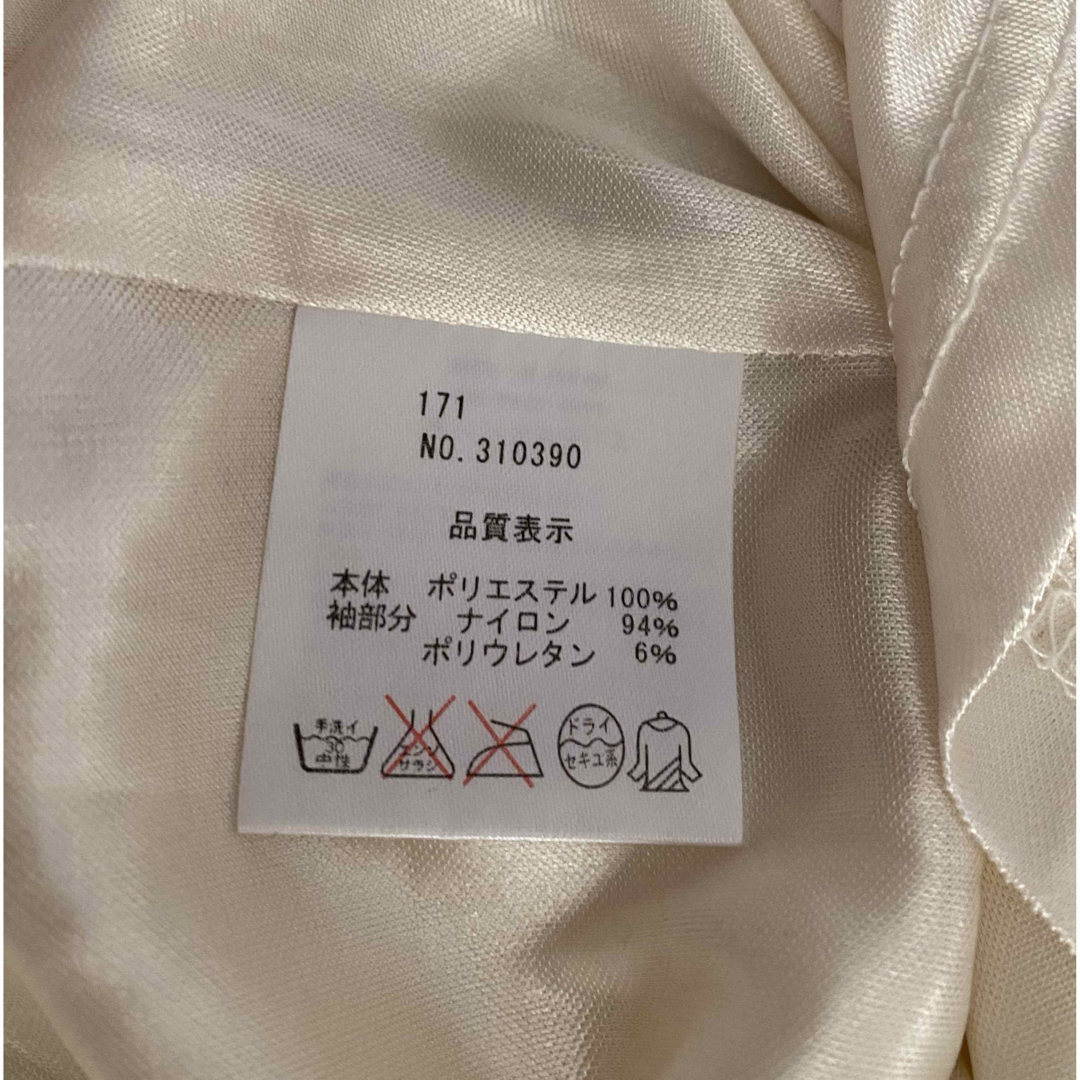 171
NO. 310390
品質表示
本体 ポリエステル 100%
袖部分 ナイロン 94%
ポリウレタン 6%
手洗イ
30
中性
エンソ
サラシ
ドライ
セキユ系